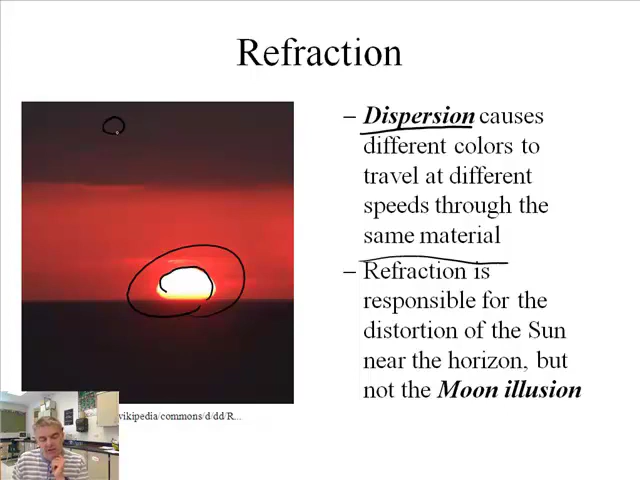 Refraction
– Dispersion causes
different colors to
travel at different
speeds through the
same material
– Refraction is
responsible for the
distortion of the Sun
near the horizon, but
not the Moon illusion
vikipedia/commons/d/dd/R...